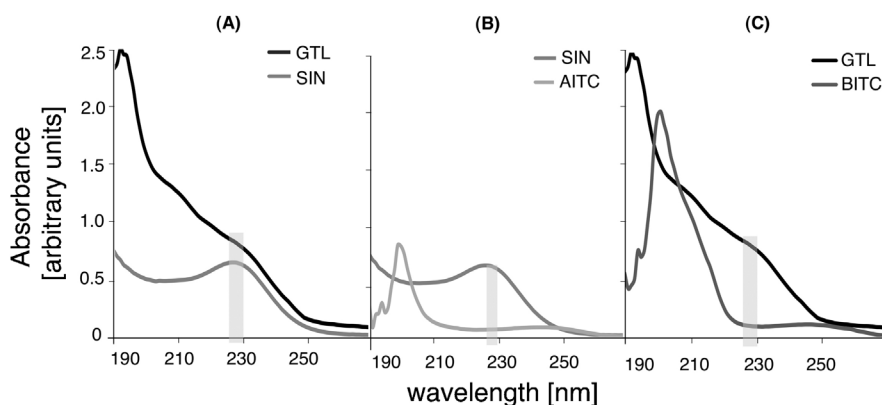 (A)
(B)
(C)
GTL
SIN
SIN
AITC
GTL
BITC
2.5
2.0
1.5
1.0
0.5
0
Absorbance
[arbitrary units]
190 210 230 250
190 210 230 250
190 210 230 250
wavelength [nm]